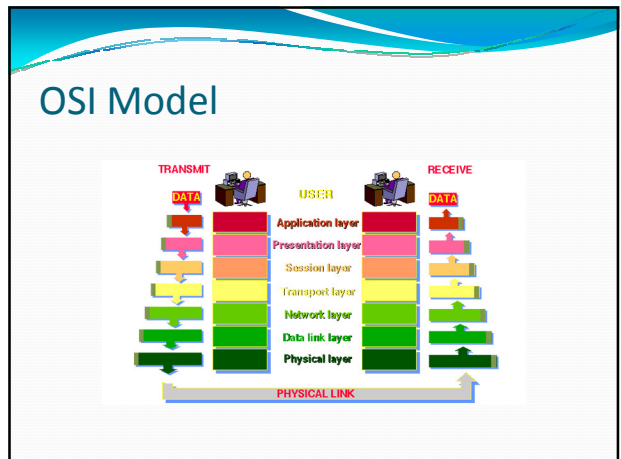 OSI Model
TRANSMIT
RECEIVE
DATA
USER
DATA
Application layer
Presentation layer
Session layer
Transport layer
Network layer
Data link layer
Physical layer
PHYSICAL LINK